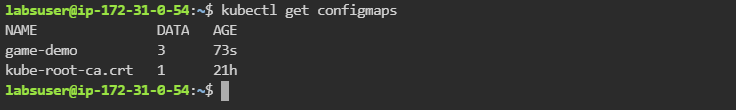 labsuser@ip-172-31-0-54:~$ kubectl get configmaps
NAME DATA AGE
game-demo 3 73s
kube-root-ca.crt 1 21h
labsuser@ip-172-31-0-54:~$